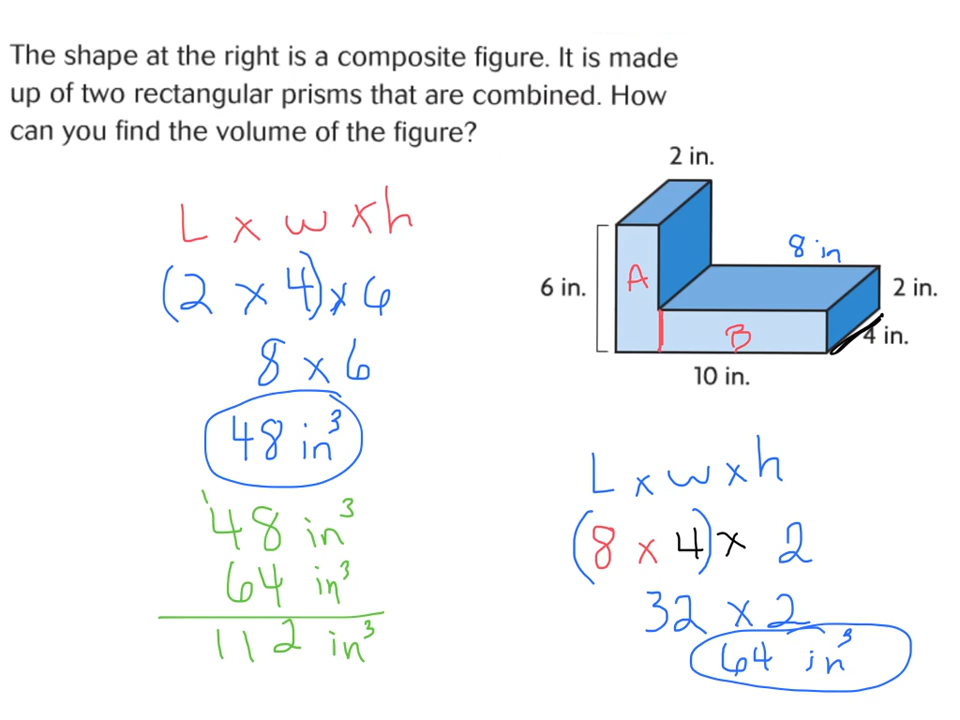 The shape at the right is a composite figure. It is made
up of two rectangular prisms that are combined. How
can you find the volume of the figure?
2 in.
8 in
6 in.
A
2 in.
B
4 in.
10 in.
L x w x h
(2 x 4) x 6
8 x 6
48 in³
1
48 in³
64 in³
112 in³
L x w x h
(8 x 4) x 2
32 x 2
64 in³